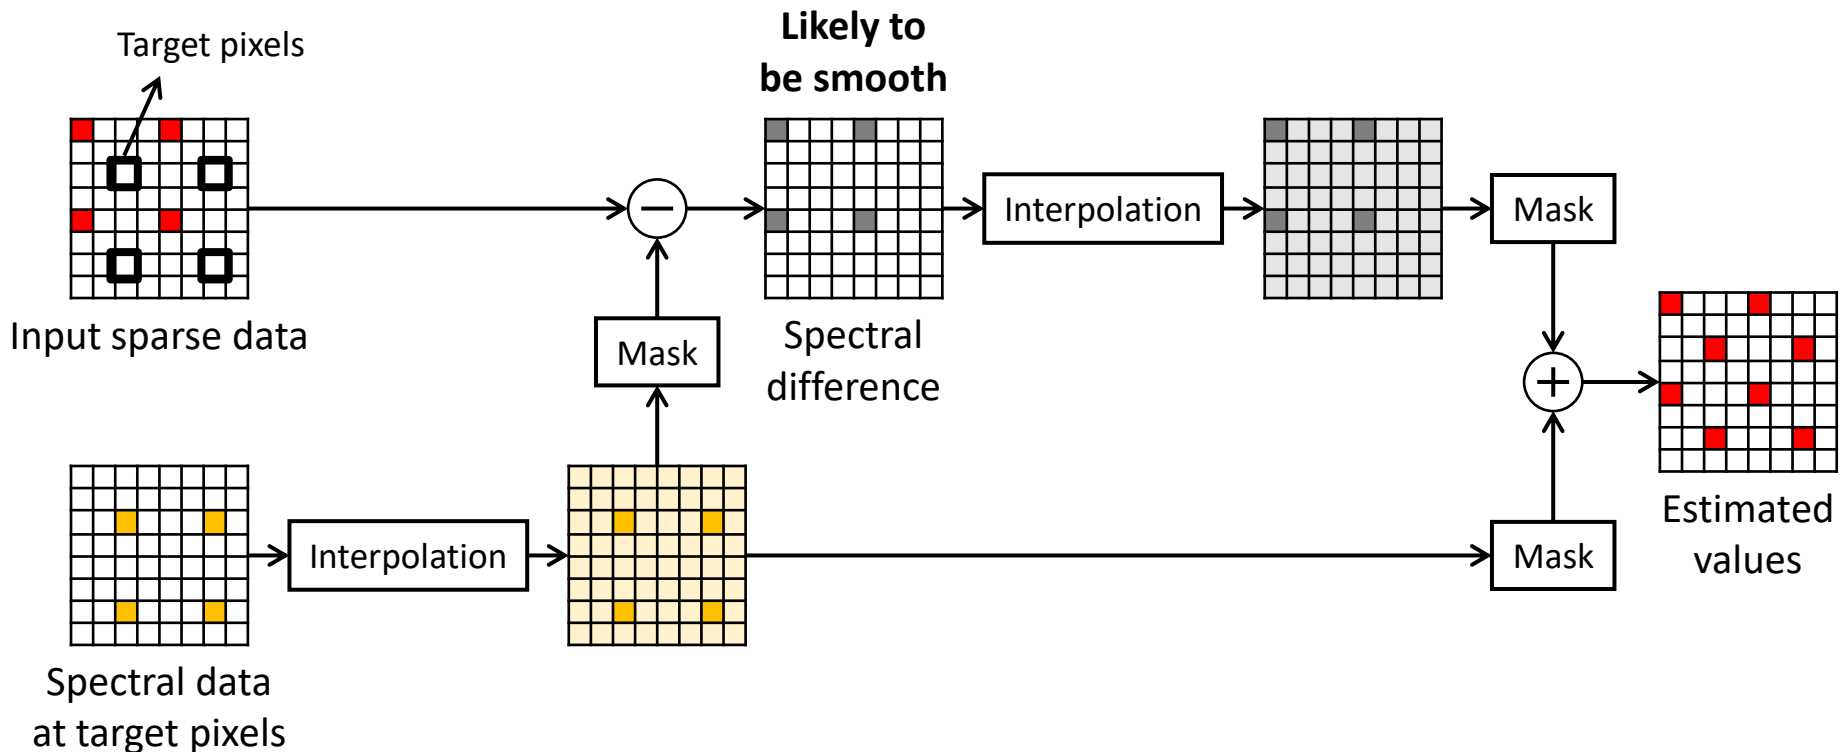 Likely to
be smooth
Target pixels
Interpolation
Mask
Input sparse data
Mask
Spectral
difference
−
+
Estimated
values
Interpolation
Mask
Spectral data
at target pixels